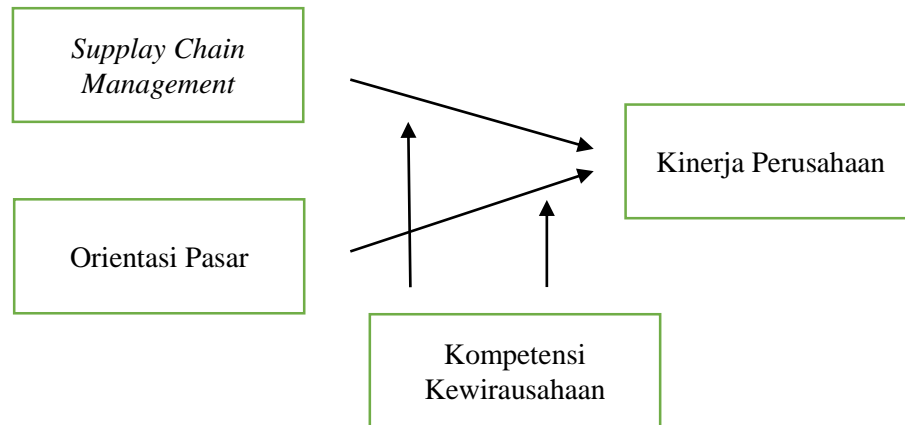 Supplay Chain
Management
Kinerja Perusahaan
Orientasi Pasar
Kompetensi
Kewirausahaan